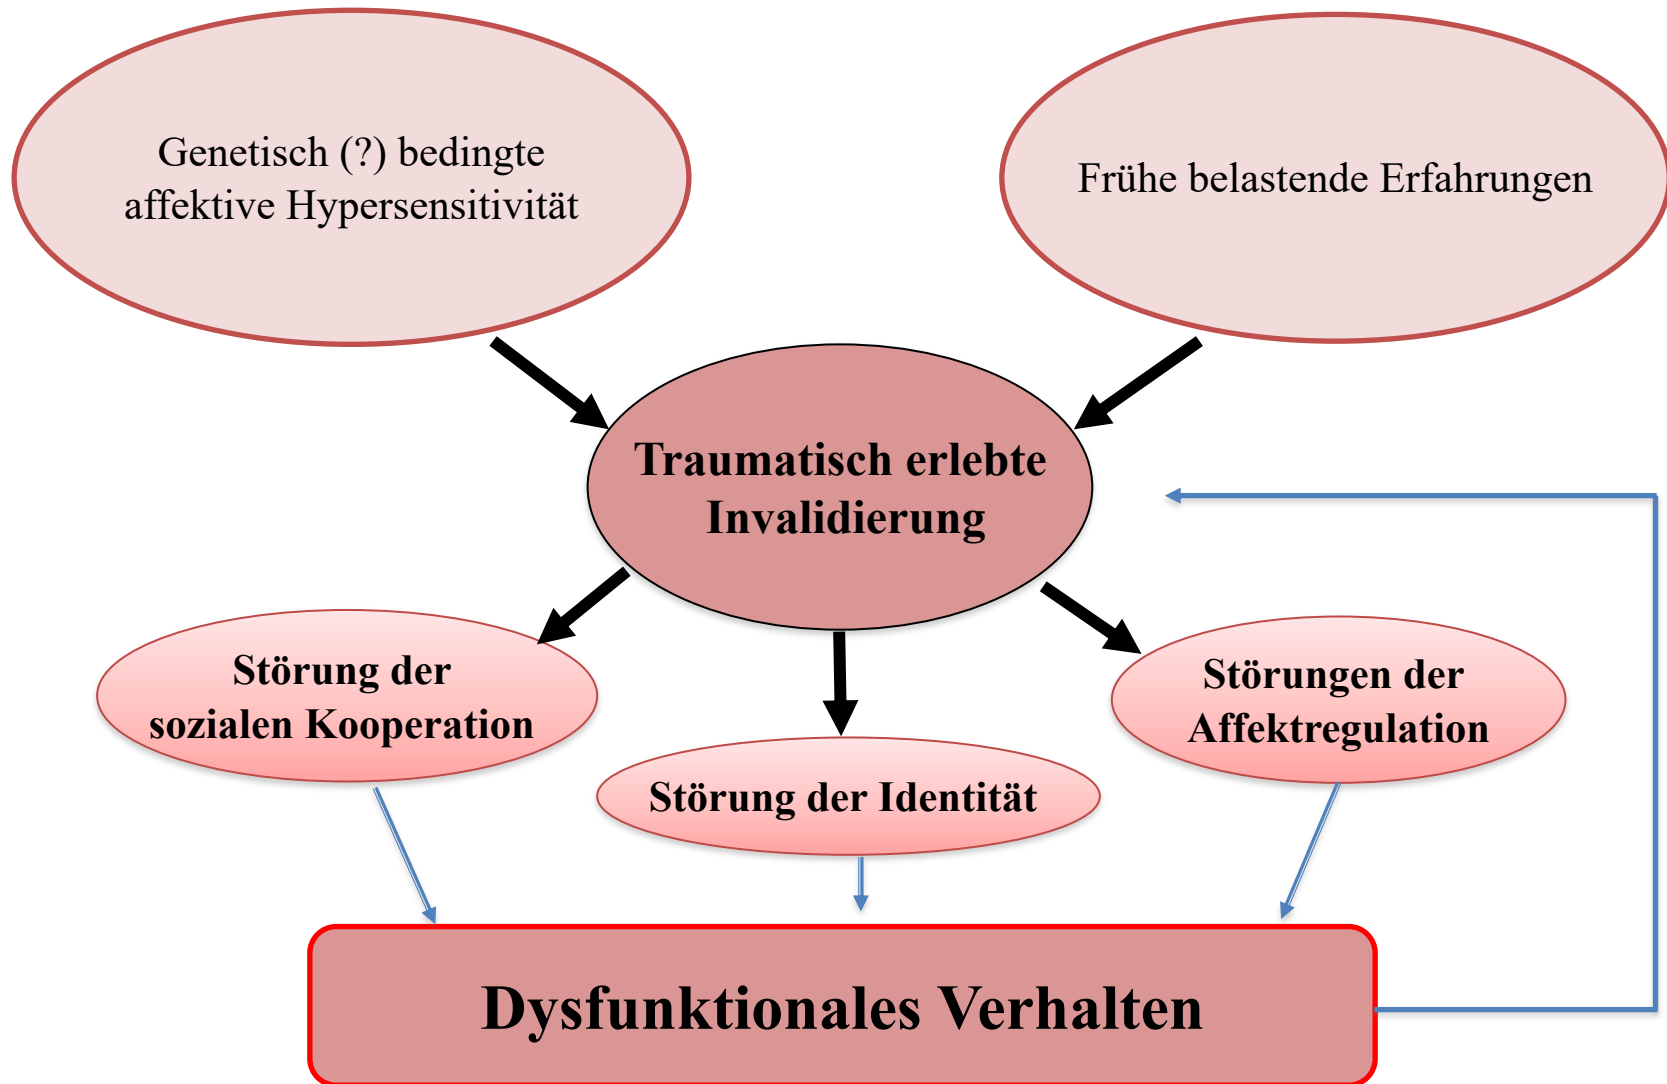 Genetisch (?) bedingte
affektive Hypersensitivität
Frühe belastende Erfahrungen
Traumatisch erlebte
Invalidierung
Störung der
sozialen Kooperation
Störung der Identität
Störungen der
Affektregulation
Dysfunktionales Verhalten